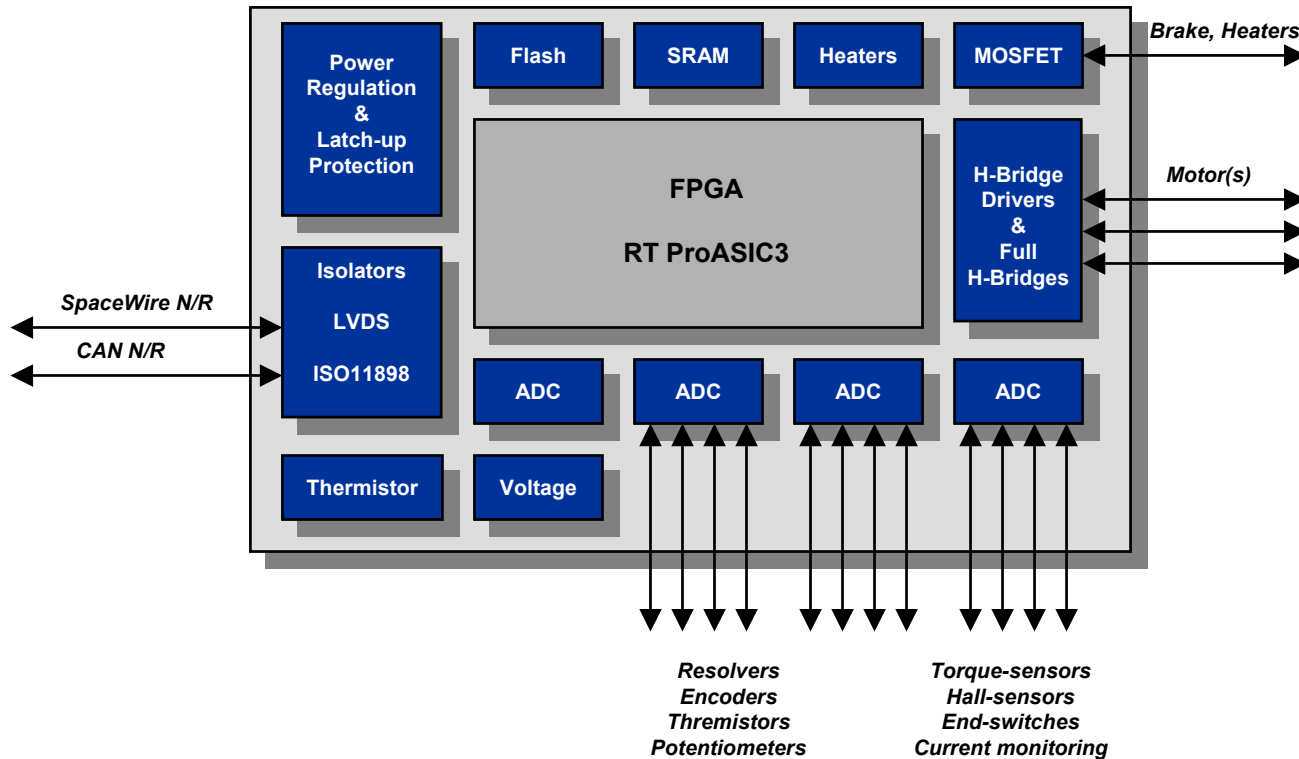 Power
Regulation
&
Latch-up
Protection
Flash
SRAM
Heaters
MOSFET
Brake, Heaters
FPGA
RT ProASIC3
H-Bridge
Drivers
&
Full
H-Bridges
Motor(s)
SpaceWire N/R
CAN N/R
Isolators
LVDS
ISO11898
ADC
ADC
ADC
ADC
Thermistor
Voltage
Resolvers
Encoders
Thremistors
Potentiometers
Torque-sensors
Hall-sensors
End-switches
Current monitoring